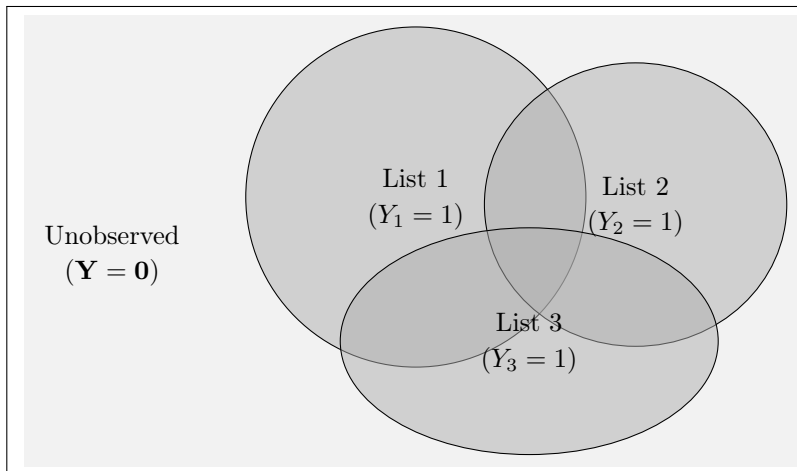 List 1
(Y₁ = 1)
List 2
(Y₂ = 1)
Unobserved
(𝐘 = 𝟎)
List 3
(Y₃ = 1)